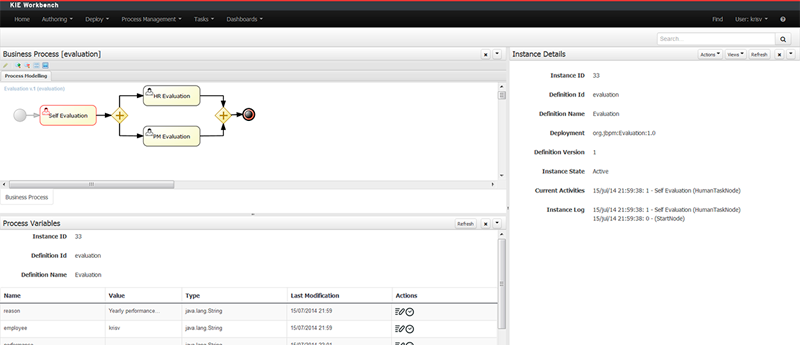 KIE Workbench
Home Authoring Deploy Process Management Tasks Dashboards Find User: krisv
Search...
Business Process [evaluation]
Process Modelling
Evaluation v.1 (evaluation)
Self Evaluation
HR Evaluation
PM Evaluation
Business Process
Process Variables Refresh
Instance ID 33
Definition Id evaluation
Definition Name Evaluation
Name Value Type Last Modification Actions
reason Yearly performance... java.lang.String 15/07/2014 21:59
employee krisv java.lang.String 15/07/2014 21:59
Instance Details Actions Views Refresh
Instance ID 33
Definition Id evaluation
Definition Name Evaluation
Deployment org.jbpm:Evaluation:1.0
Definition Version 1
Instance State Active
Current Activities 15/jul/14 21:59:38: 1 - Self Evaluation (HumanTaskNode)
Instance Log 15/jul/14 21:59:38: 1 - Self Evaluation (HumanTaskNode)
15/jul/14 21:59:38: 0 - (StartNode)